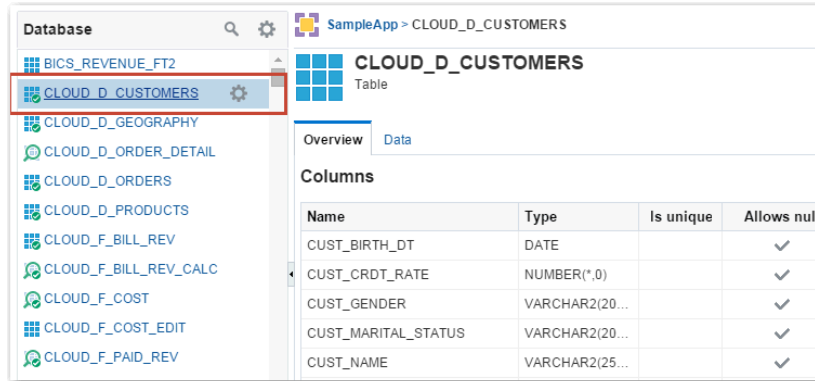 Database
BICS_REVENUE_FT2
CLOUD_D_CUSTOMERS
CLOUD_D_GEOGRAPHY
CLOUD_D_ORDER_DETAIL
CLOUD_D_ORDERS
CLOUD_D_PRODUCTS
CLOUD_F_BILL_REV
CLOUD_F_BILL_REV_CALC
CLOUD_F_COST
CLOUD_F_COST_EDIT
CLOUD_F_PAID_REV
SampleApp > CLOUD_D_CUSTOMERS
CLOUD_D_CUSTOMERS
Table
Overview Data
Columns
Name Type Is unique Allows nul
CUST_BIRTH_DT DATE
CUST_CRDT_RATE NUMBER(*,0)
CUST_GENDER VARCHAR2(20...
CUST_MARITAL_STATUS VARCHAR2(20...
CUST_NAME VARCHAR2(25...